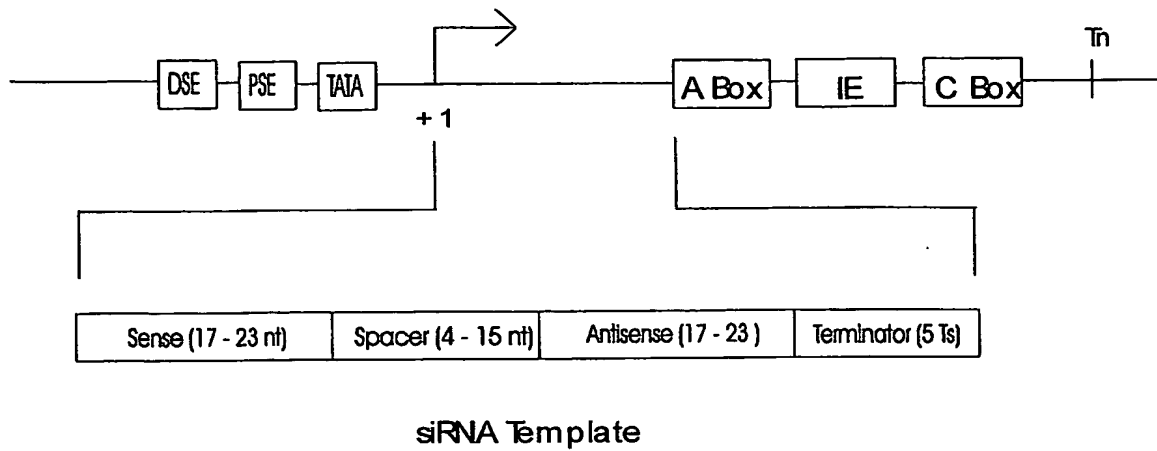 Tn
DSE PSE TATA A Box IE C Box
+ 1
Sense (17 - 23 nt) Spacer (4 - 15 nt) Antisense (17 - 23 ) Terminator (5 Ts)
siRNA Template